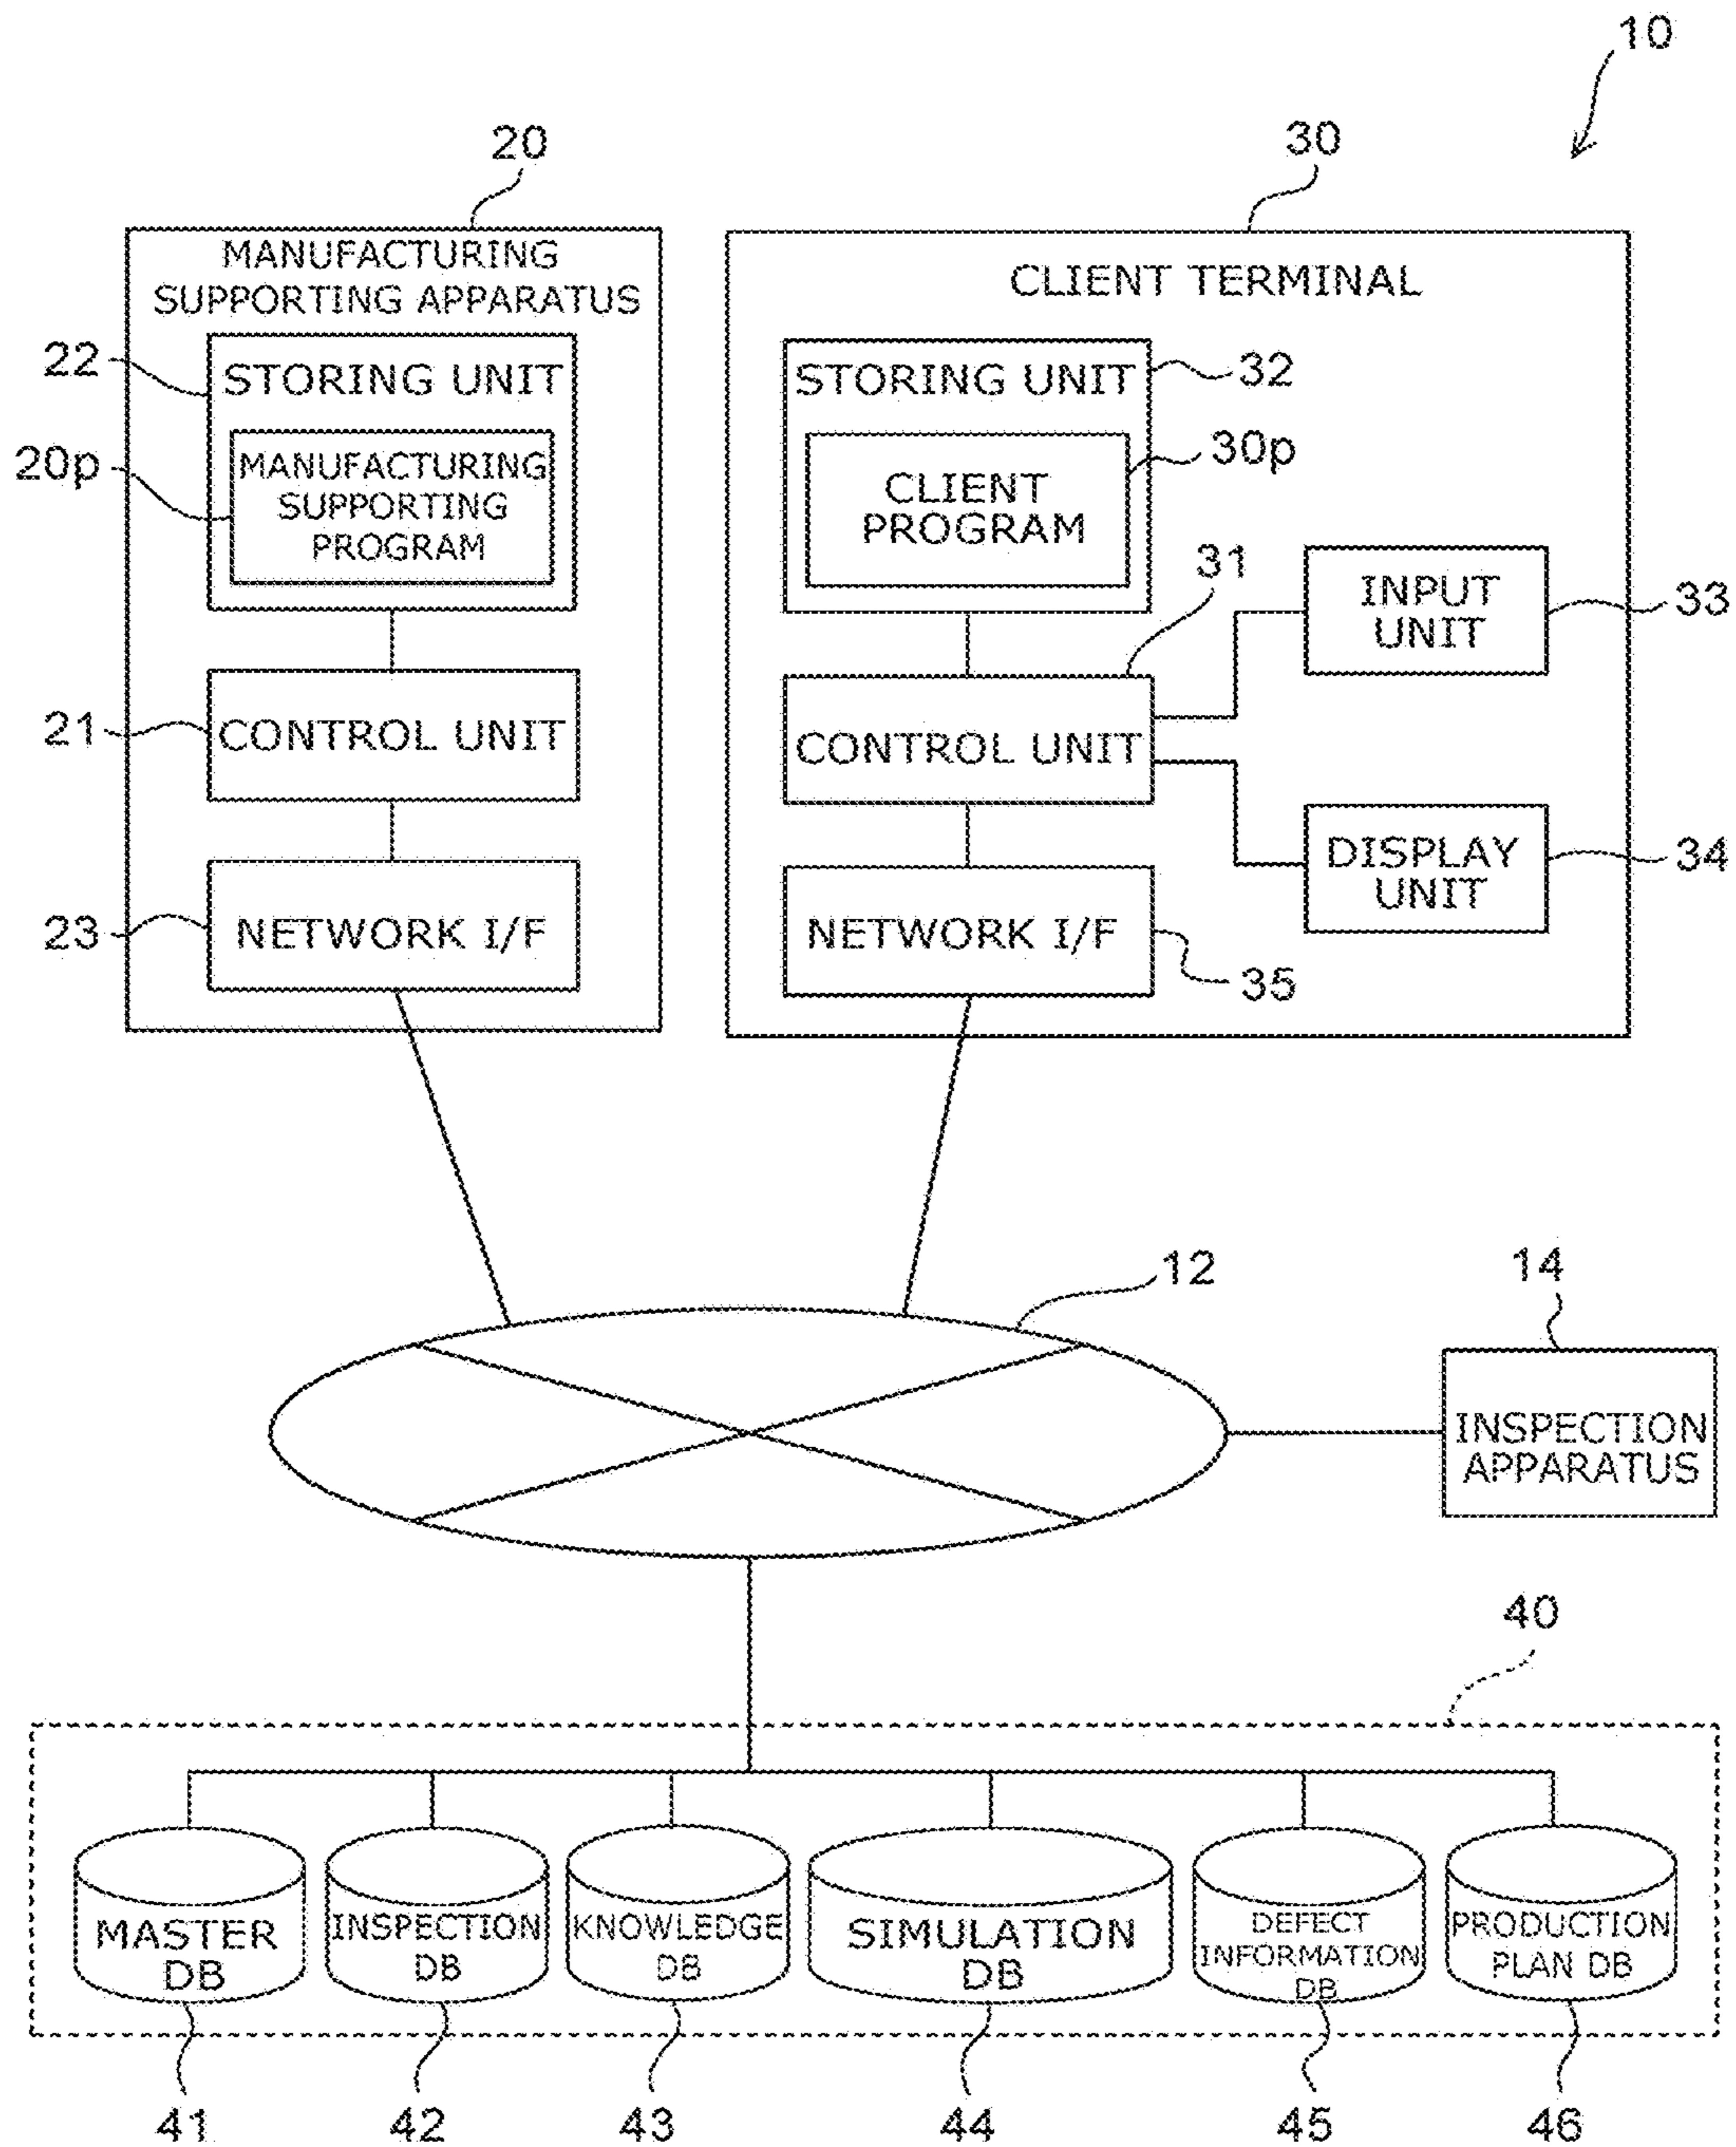 10
20
30
MANUFACTURING
SUPPORTING APPARATUS
CLIENT TERMINAL
22
STORING UNIT
STORING UNIT
32
20p
MANUFACTURING
SUPPORTING
PROGRAM
CLIENT
PROGRAM
30p
31
INPUT
UNIT
33
21
CONTROL UNIT
CONTROL UNIT
DISPLAY
UNIT
34
23
NETWORK I/F
NETWORK I/F
35
12
14
INSPECTION
APPARATUS
40
MASTER
DB
INSPECTION
DB
KNOWLEDGE
DB
SIMULATION
DB
DEFECT
INFORMATION
DB
PRODUCTION
PLAN DB
41
42
43
44
45
46